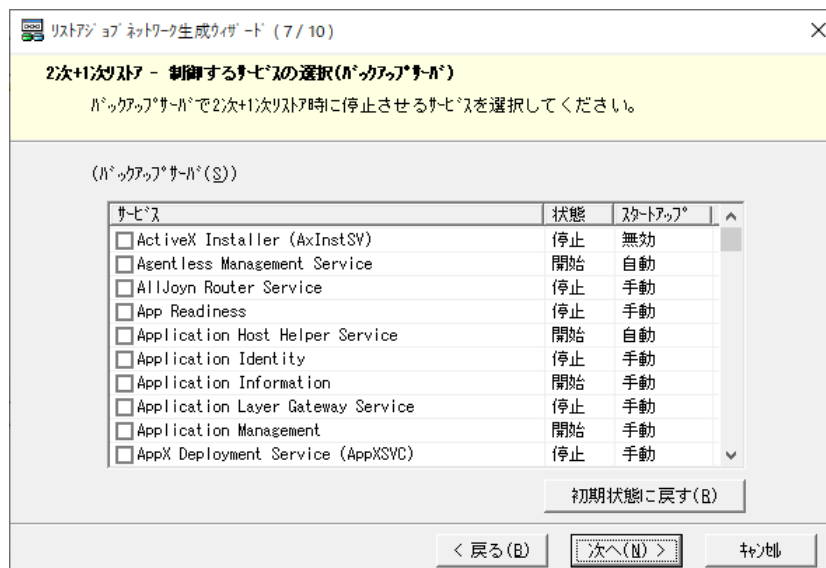 ﾘｽﾄｱｼﾞｮﾌﾞﾈｯﾄﾜｰｸ生成ｳｨｻﾞｰﾄﾞ ( 7 / 10 )
2次+1次ﾘｽﾄｱ - 制御するｻｰﾋﾞｽの選択(ﾊﾞｯｸｱｯﾌﾟｻｰﾊﾞ)
ﾊﾞｯｸｱｯﾌﾟｻｰﾊﾞで2次+1次ﾘｽﾄｱ時に停止させるｻｰﾋﾞｽを選択してください。
(ﾊﾞｯｸｱｯﾌﾟｻｰﾊﾞ(S))
ｻｰﾋﾞｽ 状態 ｽﾀｰﾄｱｯﾌﾟ
ActiveX Installer (AxInstSV) 停止 無効
Agentless Management Service 開始 自動
AllJoyn Router Service 停止 手動
App Readiness 停止 手動
Application Host Helper Service 開始 自動
Application Identity 停止 手動
Application Information 開始 手動
Application Layer Gateway Service 停止 手動
Application Management 開始 手動
AppX Deployment Service (AppXSVC) 停止 手動
初期状態に戻す(R)
< 戻る(B) 次へ(N) > ｷｬﾝｾﾙ